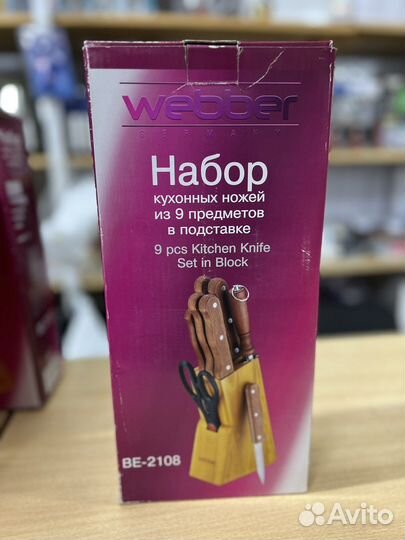 webber
GERMANY
Набор
кухонных ножей
из 9 предметов
в подставке
9 pcs Kitchen Knife
Set in Block
BE-2108
Avito